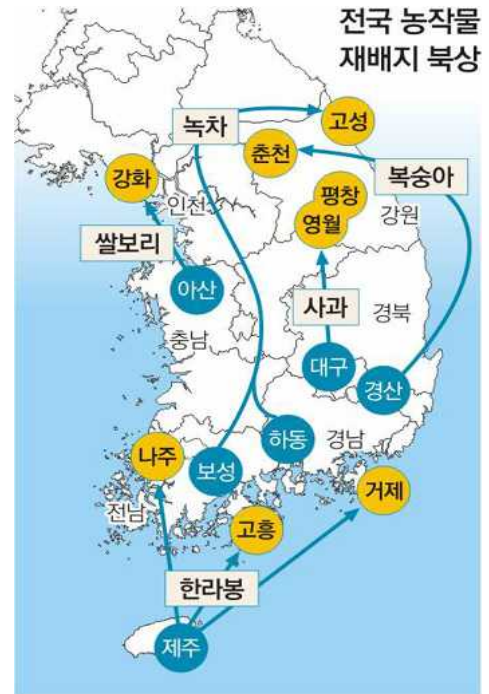 전국 농작물
재배지 북상
녹차
고성
춘천
복숭아
강화
인천
평창
영월
강원
쌀보리
아산
사과
충남
경북
대구
경산
하동
경남
나주
보성
거제
전남
고흥
한라봉
제주